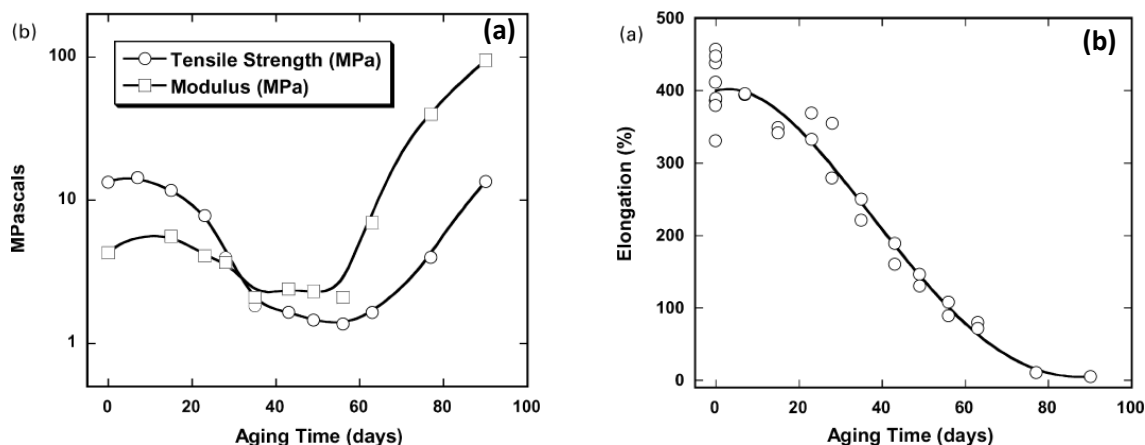 (b)
(a)
Tensile Strength (MPa)
Modulus (MPa)
100
10
1
MPascals
0
20
40
60
80
100
Aging Time (days)
(a)
(b)
500
400
300
200
100
0
Elongation (%)
0
20
40
60
80
100
Aging Time (days)